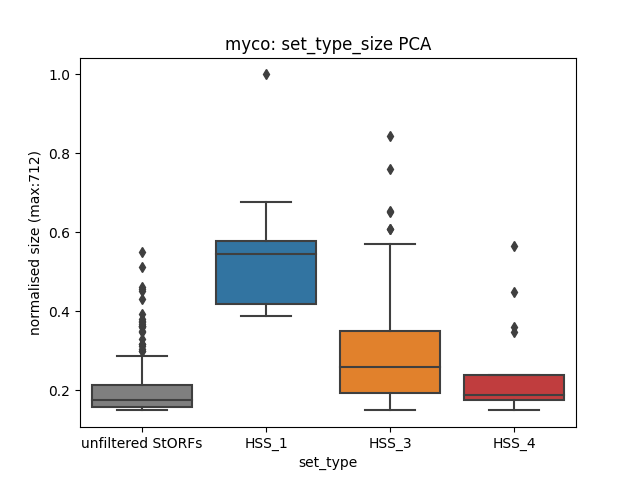 myco: set_type_size PCA
normalised size (max:712)
1.0
0.8
0.6
0.4
0.2
unfiltered StORFs HSS_1 HSS_3 HSS_4
set_type